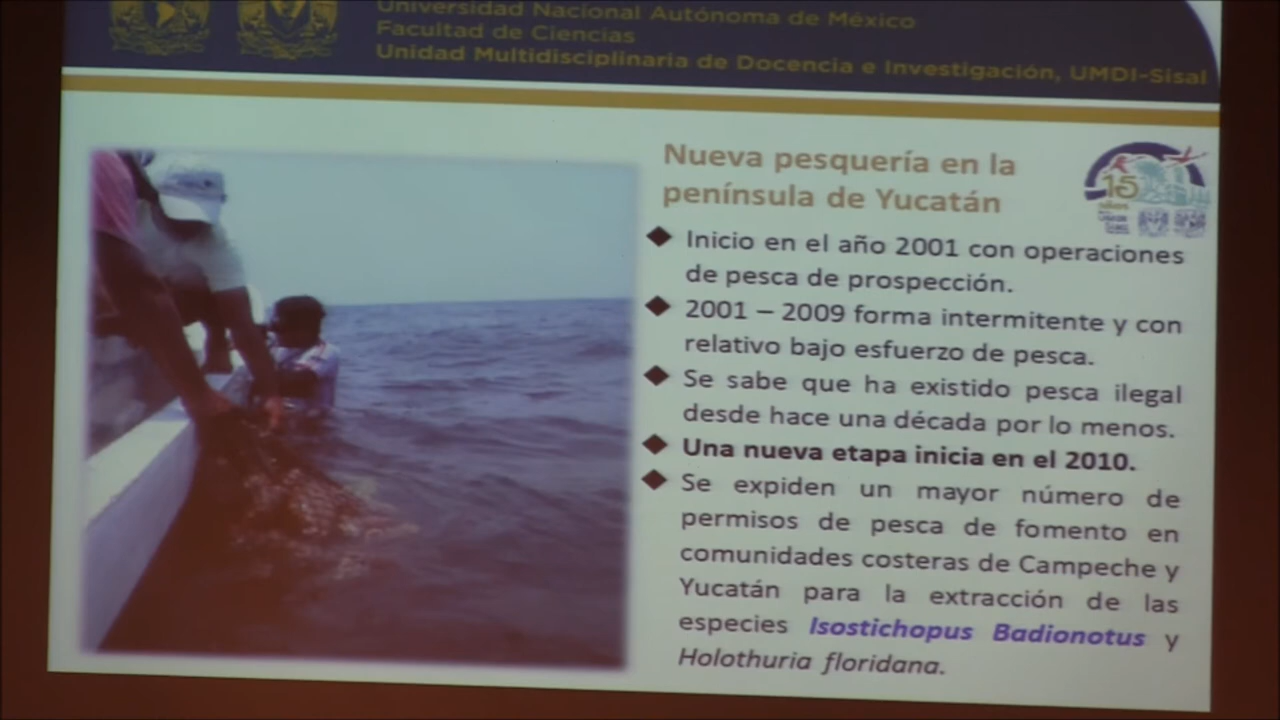 Universidad Nacional Autónoma de México
Facultad de Ciencias
Unidad Multidisciplinaria de Docencia e Investigación, UMDI-Sisal
Nueva pesquería en la
península de Yucatán
15
Inicio en el año 2001 con operaciones
de pesca de prospección.
2001 – 2009 forma intermitente y con
relativo bajo esfuerzo de pesca.
Se sabe que ha existido pesca ilegal
desde hace una década por lo menos.
Una nueva etapa inicia en el 2010.
Se expiden un mayor número de
permisos de pesca de fomento en
comunidades costeras de Campeche y
Yucatán para la extracción de las
especies Isostichopus Badionotus y
Holothuria floridana.